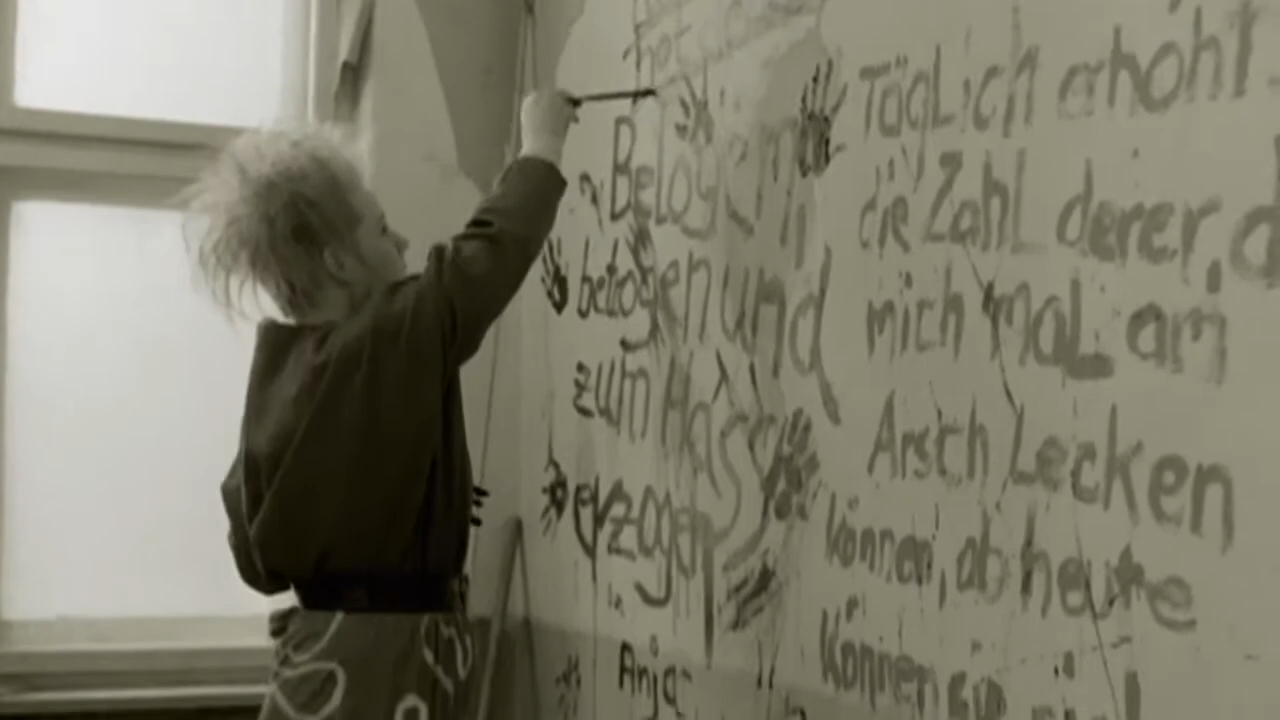 Belogen,
betogen und
zum Hass
erzogen
Anja
Täglich erhöht
die Zahl derer, d
mich mal am
Arsch Lecken
können, ab heute
können sie